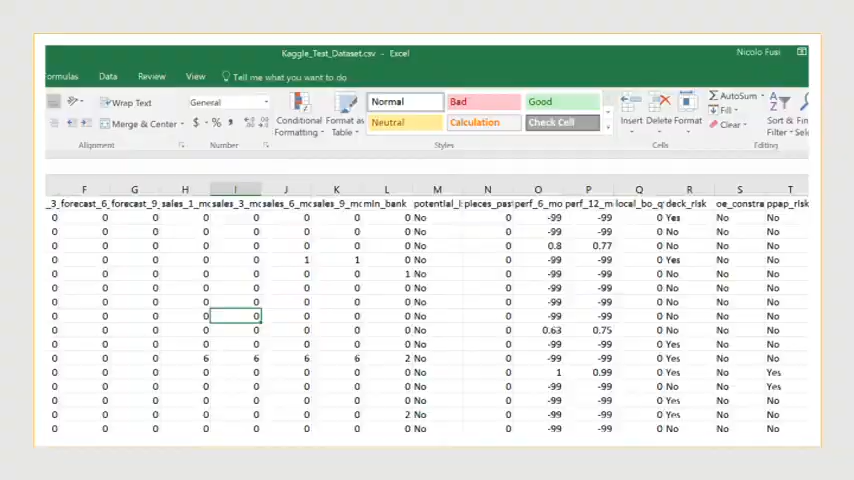 Kaggle_Test_Dataset.csv - Excel
Nicolo Fusi
Formulas Data Review View Tell me what you want to do
Wrap Text General Conditional Formatting Format as Table Normal Bad Good Insert Delete Format AutoSum Sort & Filter
Merge & Center $ % , Neutral Calculation Check Cell Fill
Clear
Alignment Number Styles Cells Editing
F G H I J K L M N O P Q R S T
_3_ forecast_6_ forecast_9_ sales_1_mo sales_3_mo sales_6_mo sales_9_mo min_bank potential_i pieces_past perf_6_mo perf_12_m local_bo_q deck_risk oe_constra ppap_risk
0 0 0 0 0 0 0 0 No 0 -99 -99 0 Yes No No
0 0 0 0 0 0 0 0 No 0 -99 -99 0 No No No
0 0 0 0 0 0 0 0 No 0 0.8 0.77 0 No No No
0 0 0 0 0 1 1 0 No 0 -99 -99 0 Yes No No
0 0 0 0 0 0 0 1 No 0 -99 -99 0 No No No
0 0 0 0 0 0 0 0 No 0 -99 -99 0 No No No
0 0 0 0 0 0 0 0 No 0 -99 -99 0 No No No
0 0 0 0 0 0 0 0 No 0 -99 -99 0 No No No
0 0 0 0 0 0 0 0 No 0 0.63 0.75 0 No No No
0 0 0 0 0 0 0 0 No 0 -99 -99 0 Yes No No
0 0 0 6 6 6 6 2 No 0 -99 -99 0 Yes No No
0 0 0 0 0 0 0 0 No 0 1 0.99 0 Yes No Yes
0 0 0 0 0 0 0 0 No 0 -99 -99 0 No No Yes
0 0 0 0 0 0 0 0 No 0 -99 -99 0 Yes No No
0 0 0 0 0 0 0 2 No 0 -99 -99 0 Yes No No
0 0 0 0 0 0 0 0 No 0 -99 -99 0 No No No